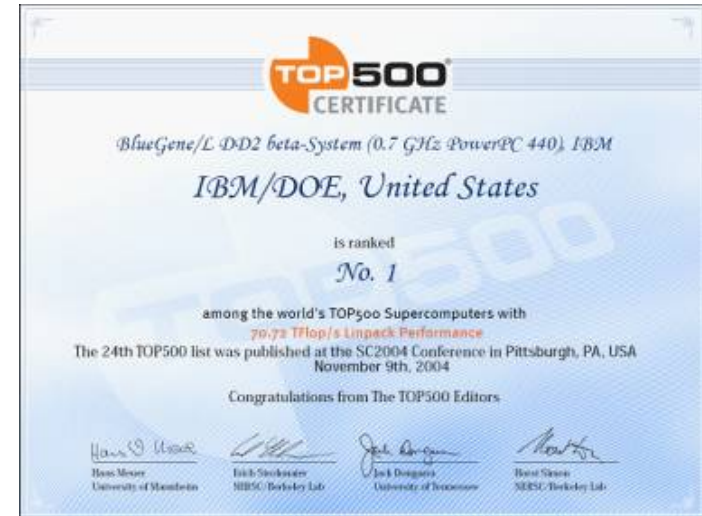 TOP500
CERTIFICATE
BlueGene/L DD2 beta-System (0.7 GHz PowerPC 440), IBM
IBM/DOE, United States
is ranked
No. 1
among the world's TOP500 Supercomputers with
70.72 TFlop/s Linpack Performance
The 24th TOP500 list was published at the SC2004 Conference in Pittsburgh, PA, USA
November 9th, 2004
Congratulations from The TOP500 Editors
Hans Meuer
University of Mannheim
Erich Strohmaier
NERSC/Berkeley Lab
Jack Dongarra
University of Tennessee
Horst Simon
NERSC/Berkeley Lab
TOP500